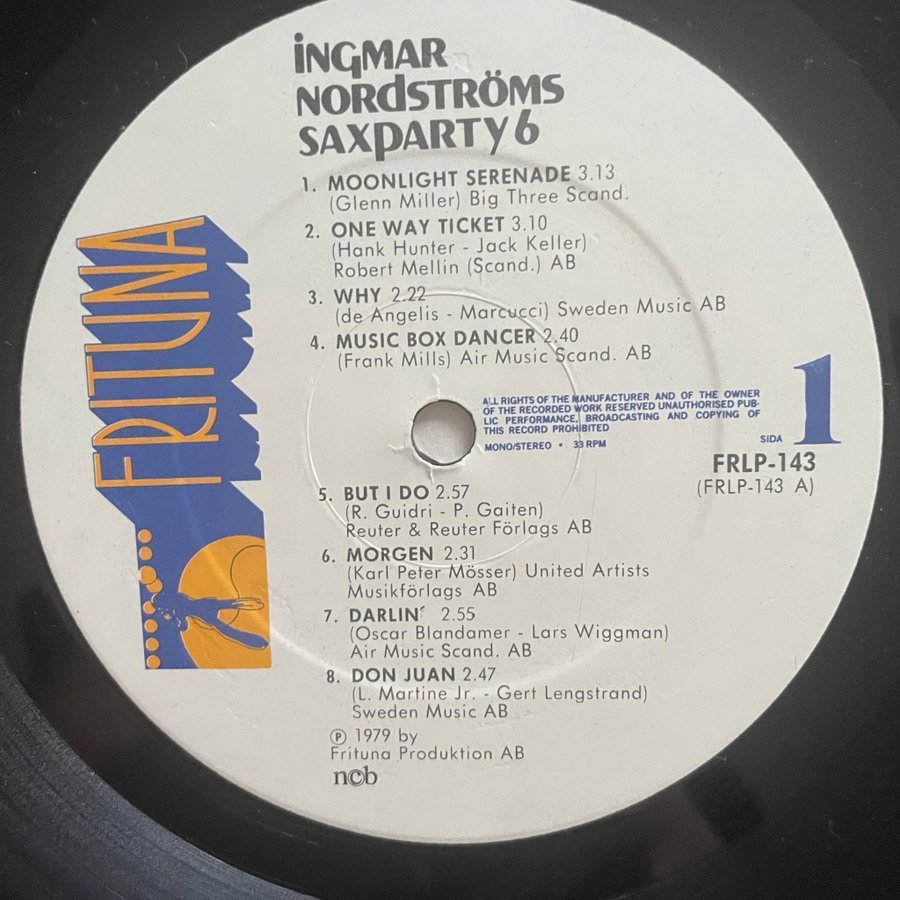 INGMAR
NORDSTRÖMS
SAXPARTY 6
1. MOONLIGHT SERENADE 3.13
(Glenn Miller) Big Three Scand.
2. ONE WAY TICKET 3.10
(Hank Hunter - Jack Keller)
Robert Mellin (Scand.) AB
3. WHY 2.22
(de Angelis - Marcucci) Sweden Music AB
4. MUSIC BOX DANCER 2.40
(Frank Mills) Air Music Scand. AB
FRITUNA
ALL RIGHTS OF THE MANUFACTURER AND OF THE OWNER
OF THE RECORDED WORK RESERVED UNAUTHORISED PUB-
LIC PERFORMANCE, BROADCASTING AND COPYING OF
THIS RECORD PROHIBITED
MONO/STEREO • 33 RPM
SIDA 1
FRLP-143
(FRLP-143 A)
5. BUT I DO 2.57
(R. Guidri - P. Gaiten)
Reuter & Reuter Förlags AB
6. MORGEN 2.31
(Karl Peter Mösser) United Artists
Musikförlags AB
7. DARLIN' 2.55
(Oscar Blandamer - Lars Wiggman)
Air Music Scand. AB
8. DON JUAN 2.47
(L. Martine Jr. - Gert Lengstrand)
Sweden Music AB
℗ 1979 by
Frituna Produktion AB
ncb